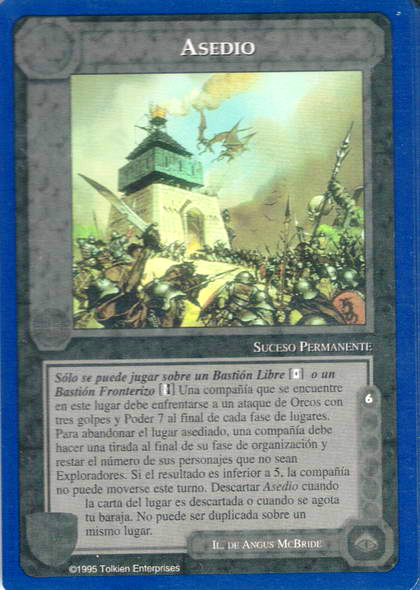 ASEDIO
SUCESO PERMANENTE
Sólo se puede jugar sobre un Bastión Libre [ ] o un
Bastión Fronterizo [ ] Una compañía que se encuentre
en este lugar debe enfrentarse a un ataque de Orcos con
tres golpes y Poder 7 al final de cada fase de lugares.
Para abandonar el lugar asediado, una compañía debe
hacer una tirada al final de su fase de organización y
restar el número de sus personajes que no sean
Exploradores. Si el resultado es inferior a 5, la compañía
no puede moverse este turno. Descartar Asedio cuando
la carta del lugar es descartada o cuando se agota
tu baraja. No puede ser duplicada sobre un
mismo lugar.
6
IL. DE ANGUS MCBRIDE
©1995 Tolkien Enterprises